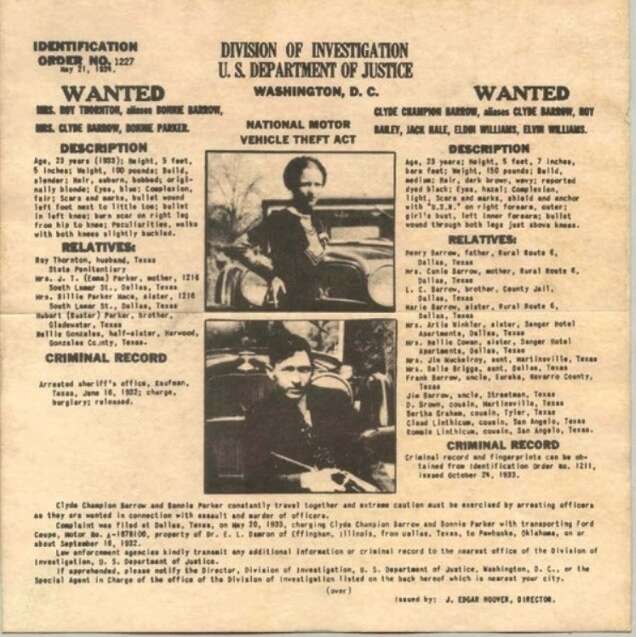 IDENTIFICATION
ORDER NO. 1227
May 21, 1934.
DIVISION OF INVESTIGATION
U. S. DEPARTMENT OF JUSTICE
WASHINGTON, D. C.
WANTED
MRS. ROY THORNTON, aliases BONNIE BARROW,
MRS. CLYDE BARROW, BONNIE PARKER.
DESCRIPTION
Age, 23 years (1933); Height, 5 feet,
5 inches; Weight, 100 pounds; Build,
slender; Hair, auburn, bobbed; origi-
nally blonde; Eyes, blue; Complexion,
fair; Scars and marks, bullet wound
left foot next to little toe; bullet
in left knee; burn scar on right leg
from hip to knee; Peculiarities, walks
with both knees slightly buckled.
RELATIVES:
Roy Thornton, husband, Texas
State Penitentiary
Mrs. J. T. (Emma) Parker, mother, 1216
South Lamar St., Dallas, Texas
Mrs. Billie Parker Mace, sister, 1216
South Lamar St., Dallas, Texas
Hubert (Buster) Parker, brother,
Gladewater, Texas
Gonzales, half-sister, Harwood,
Gonzales County, Texas.
CRIMINAL RECORD
Arrested sheriff's office, Kaufman,
Texas, June 16, 1932; charge,
burglary; released.
NATIONAL MOTOR
VEHICLE THEFT ACT
WANTED
CLYDE CHAMPION BARROW, aliases CLYDE BARROW, ROY
BAILEY, JACK HALE, ELDIN WILLIAMS, ELVIN WILLIAMS.
DESCRIPTION
Age, 23 years; Height, 5 feet, 7 inches,
bare feet; Weight, 150 pounds; Build,
medium; Hair, dark brown, wavy; reported
dyed black; Eyes, hazel; Complexion,
light; Scars and marks, shield and anchor
with "U.S.N." on right forearm, outer;
girl's bust, left inner forearm; bullet
wound through both legs just above knees.
RELATIVES:
Henry Barrow, father, Rural Route 6,
Dallas, Texas
Mrs. Cumie Barrow, mother, Rural Route 6,
Dallas, Texas
L. C. Barrow, brother, County Jail,
Dallas, Texas
Marie Barrow, sister, Rural Route 6,
Dallas, Texas
Mrs. Artie Winkler, sister, Sanger Hotel
Apartments, Dallas, Texas
Mrs. Nellie Cowan, sister, Sanger Hotel
Apartments, Dallas, Texas
Mrs. Jim aunt, Martinsville, Texas
Mrs. Belle Briggs, aunt, Dallas, Texas
Frank Barrow, uncle, Eureka, Navarro County,
Texas
Jim Barrow, uncle, Streetman, Texas
D. Brown, cousin, Martinsville, Texas
Bertha Graham, cousin, Tyler, Texas
Claud Linthicum, cousin, San Angelo, Texas
Linthicum, cousin, San Angelo, Texas.
CRIMINAL RECORD
Criminal record and fingerprints can be ob-
tained from Identification Order No. 1211,
issued October 24, 1933.
Clyde Champion Barrow and Bonnie Parker constantly travel together and extreme caution must be exercised by arresting officers
as they are wanted in connection with assault and murder of officers.
Complaint was filed at Dallas, Texas, on May 20, 1933, charging Clyde Champion Barrow and Bonnie Parker with transporting Ford
Coupe, Motor No. A-1878100, property of Dr. E. L. Damron of Effingham, Illinois, from Dallas, Texas, to Pawhuska, Oklahoma, on or
about September 16, 1932.
Law enforcement agencies kindly transmit any additional information or criminal record to the nearest office of the Division of
Investigation, U. S. Department of Justice.
If apprehended, please notify the Director, Division of Investigation, U. S. Department of Justice, Washington, D. C., or the
Special Agent in Charge of the office of the Division of Investigation listed on the back hereof which is nearest your city.
(over)
Issued by: J. EDGAR HOOVER, DIRECTOR.